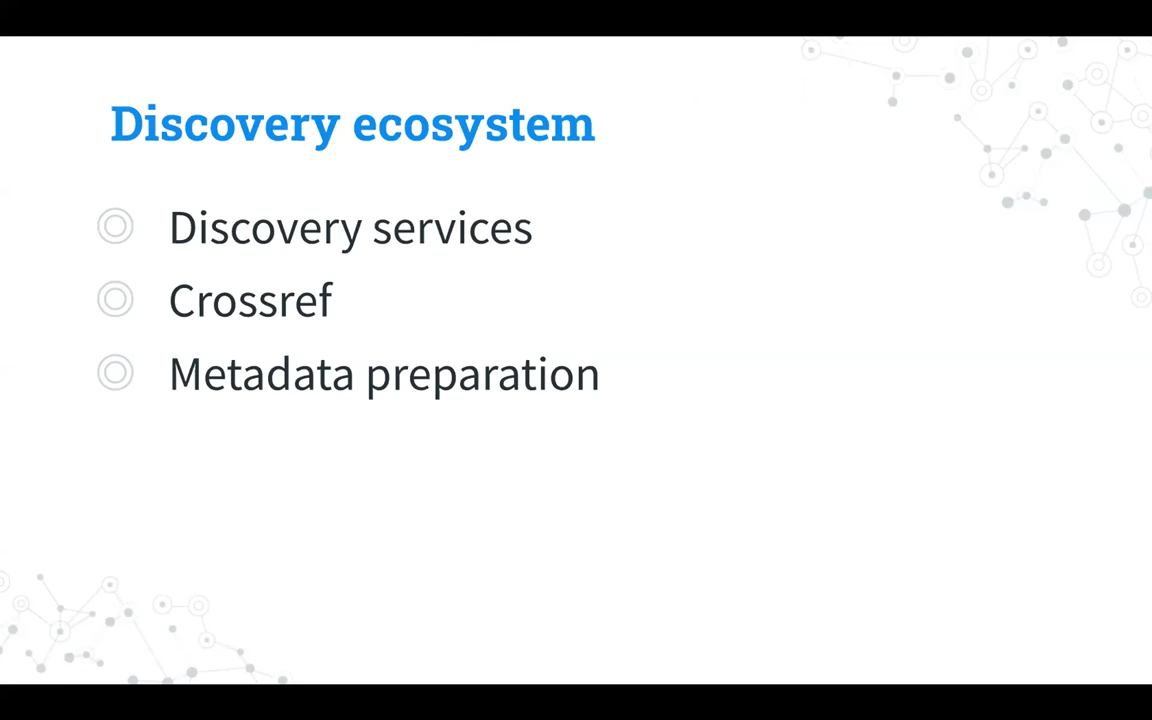 Discovery ecosystem
Discovery services
Crossref
Metadata preparation